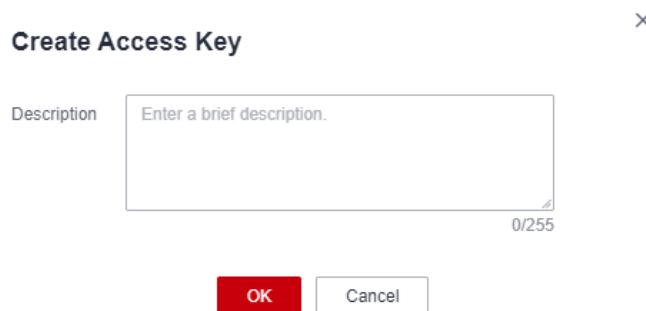 Create Access Key
Description
Enter a brief description.
0/255
OK
Cancel